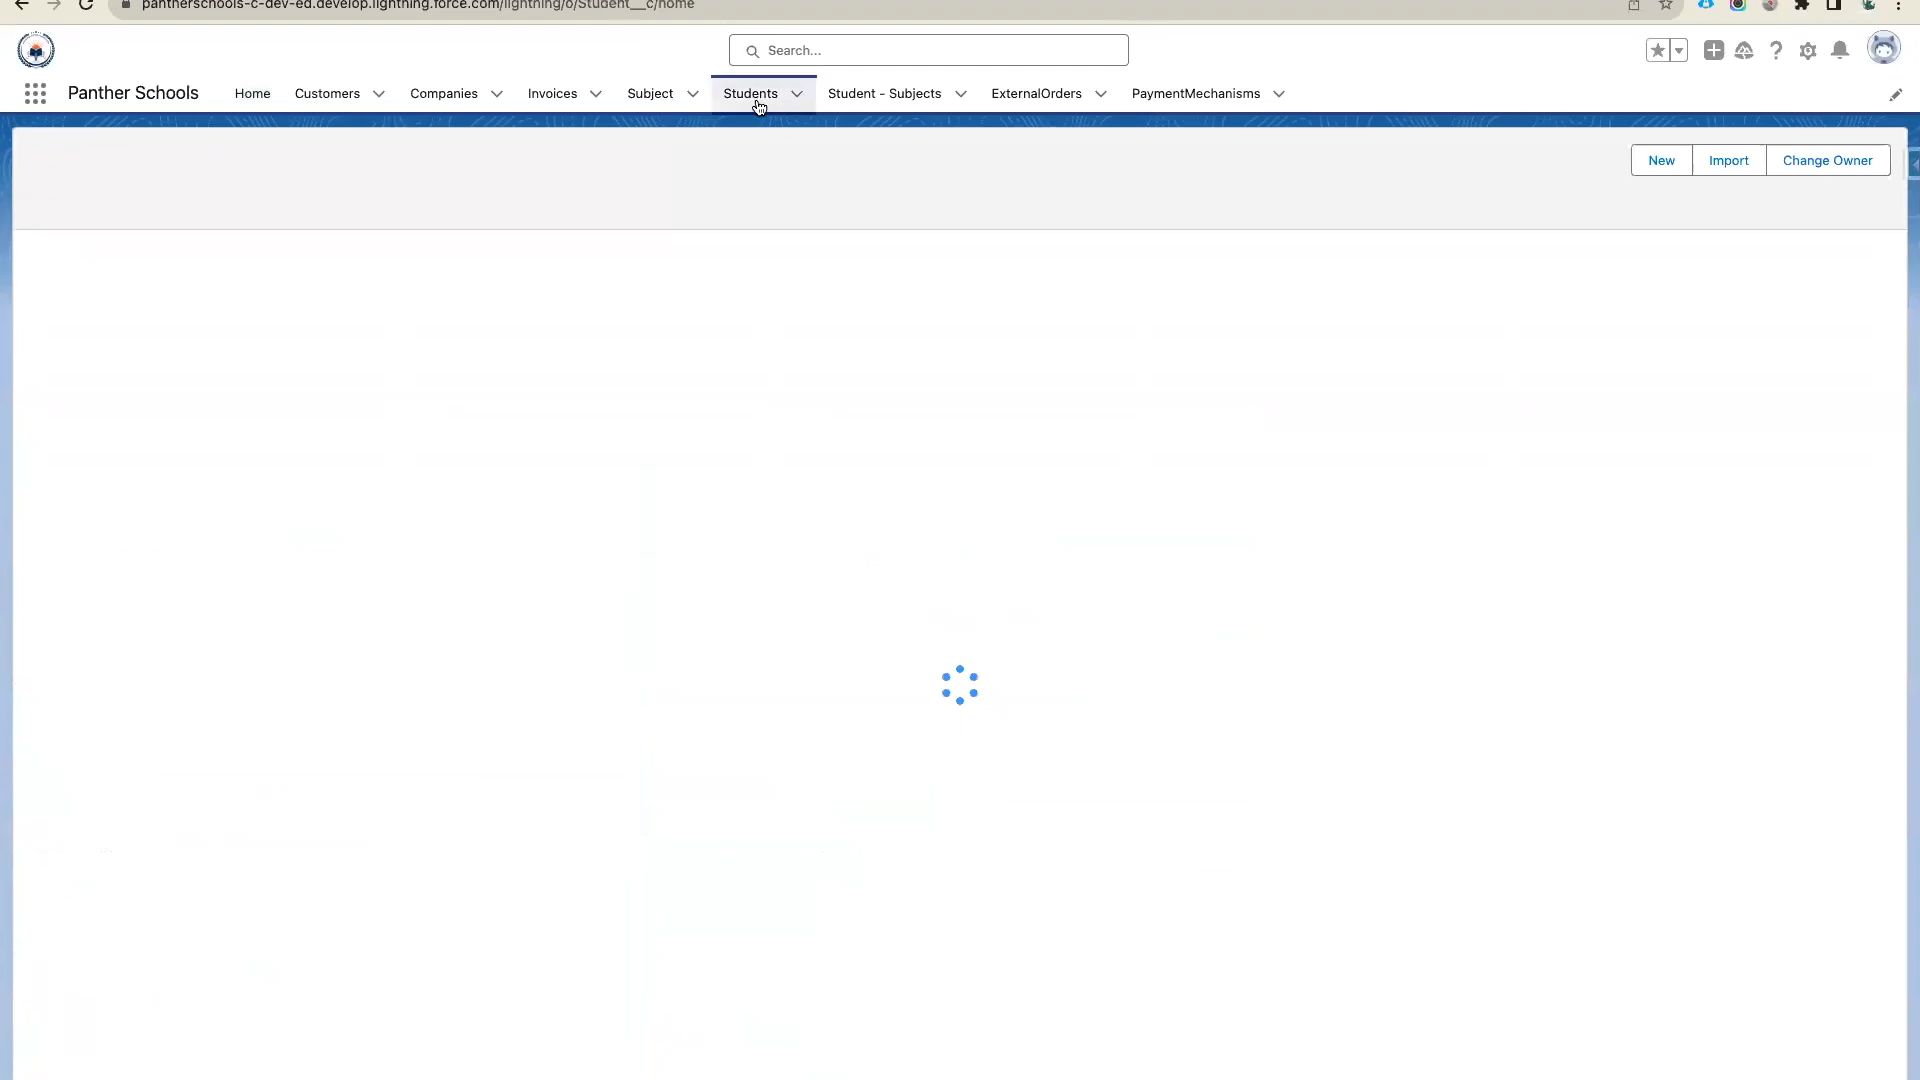 pantherschools-c-dev-ed.develop.lightning.force.com/lightning/o/Student__c/home
Search...
Panther Schools
Home
Customers
Companies
Invoices
Subject
Students
Student - Subjects
ExternalOrders
PaymentMechanisms
New
Import
Change Owner